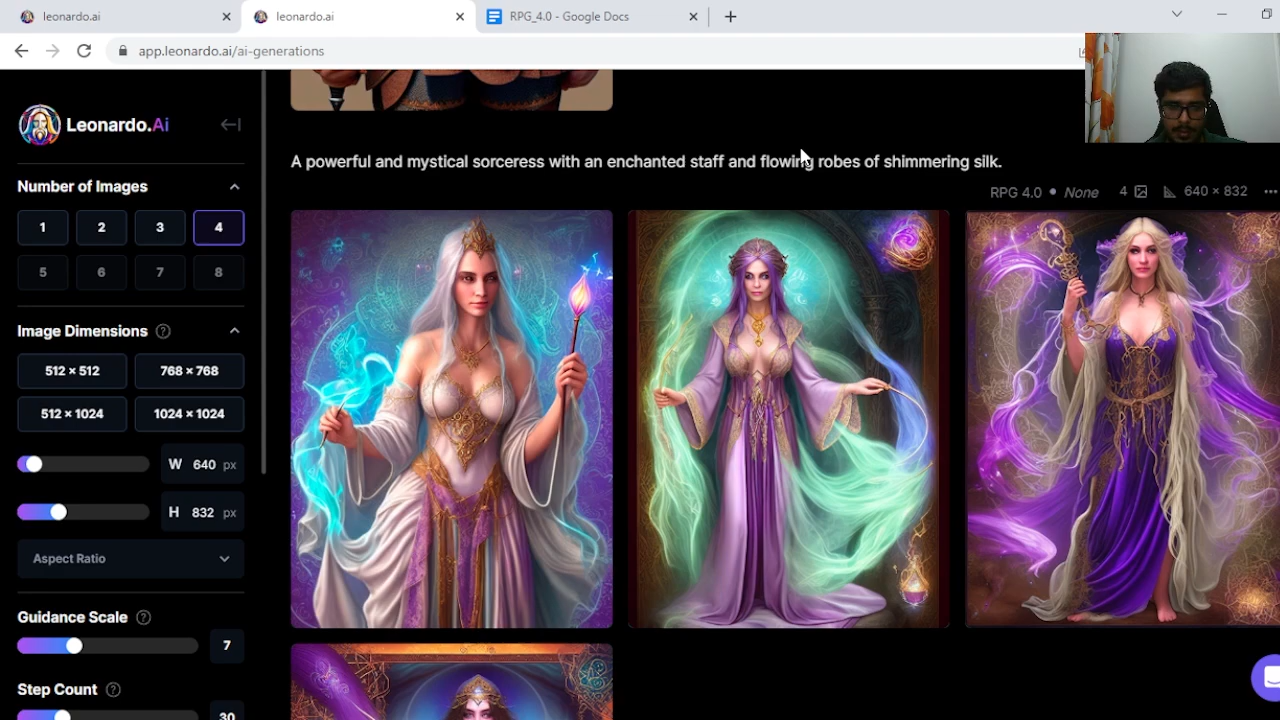 leonardo.ai
leonardo.ai
RPG_4.0 - Google Docs
app.leonardo.ai/ai-generations
Leonardo.Ai
Number of Images
1 2 3 4
5 6 7 8
Image Dimensions
512 × 512 768 × 768
512 × 1024 1024 × 1024
W 640 px
H 832 px
Aspect Ratio
Guidance Scale
7
Step Count
30
A powerful and mystical sorceress with an enchanted staff and flowing robes of shimmering silk.
RPG 4.0 • None 4 640 × 832